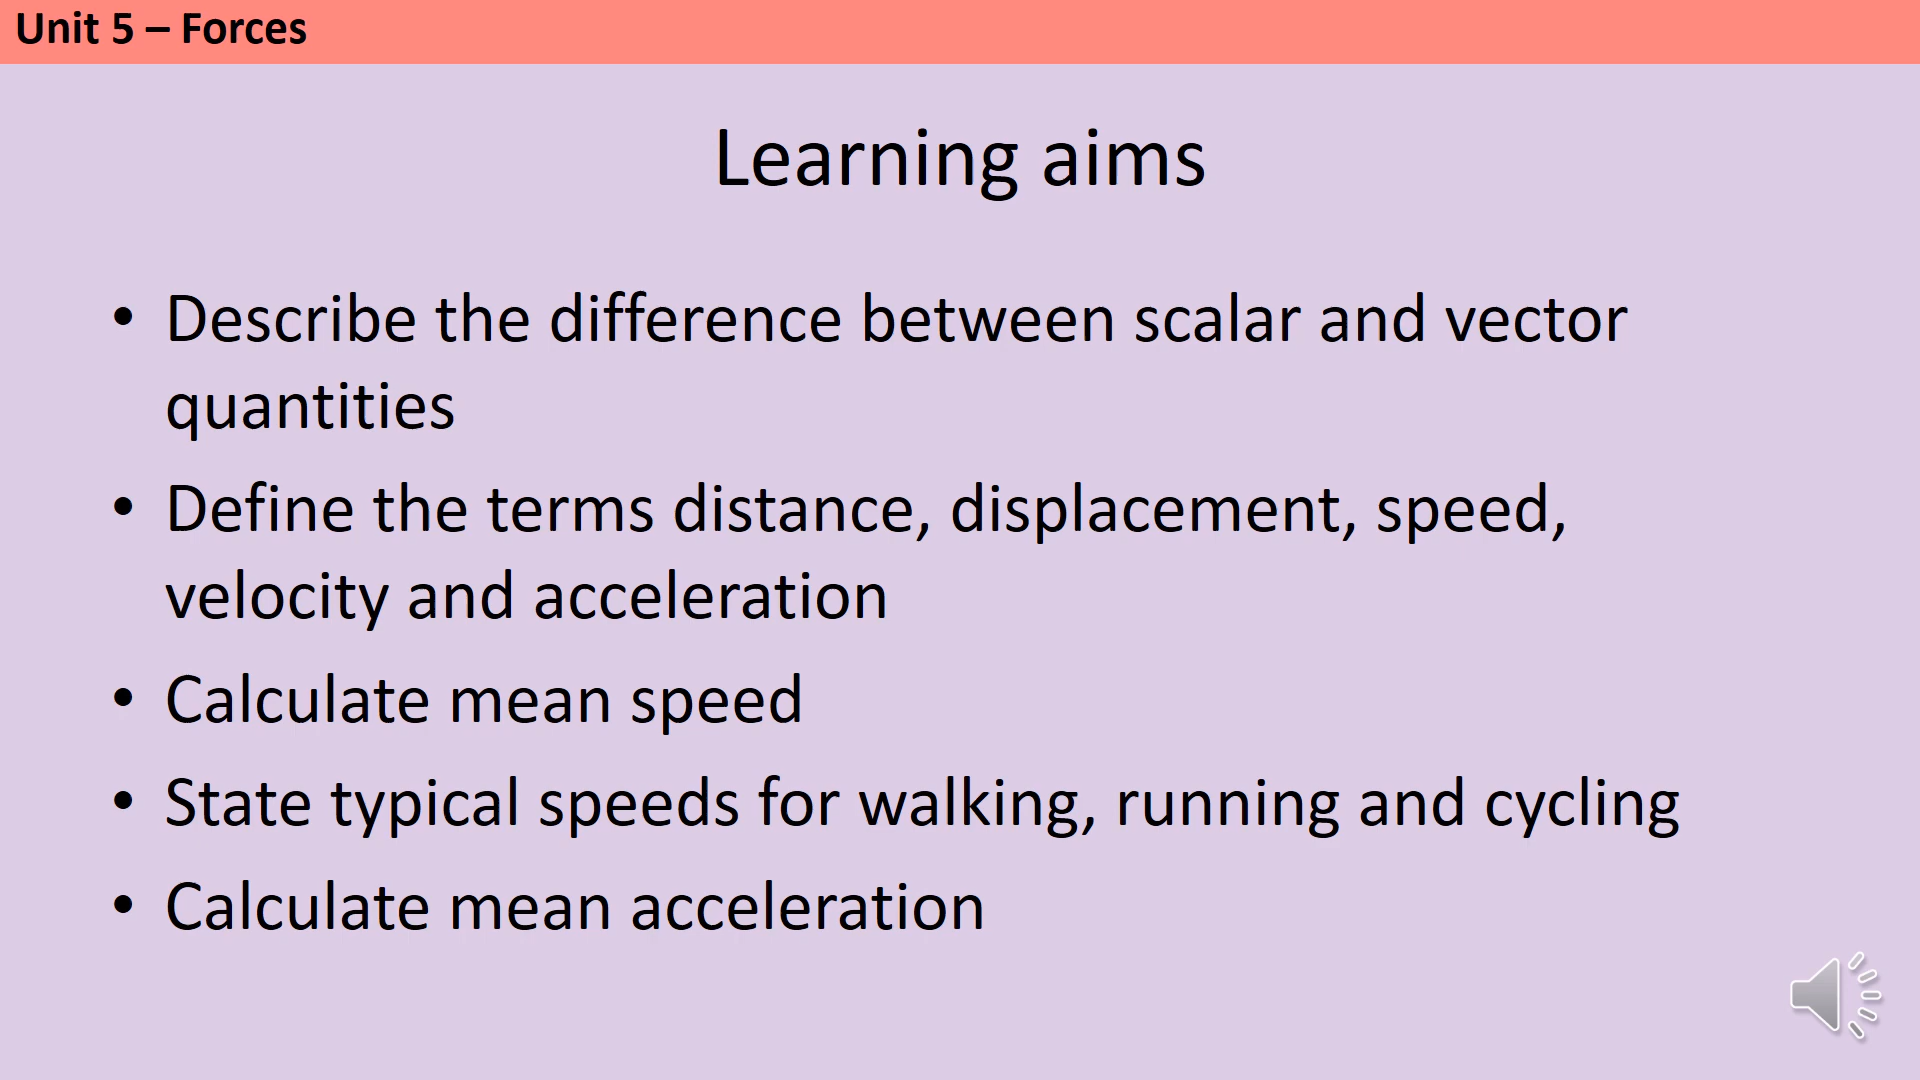 Unit 5 – Forces
Learning aims
• Describe the difference between scalar and vector
quantities
• Define the terms distance, displacement, speed,
velocity and acceleration
• Calculate mean speed
• State typical speeds for walking, running and cycling
• Calculate mean acceleration